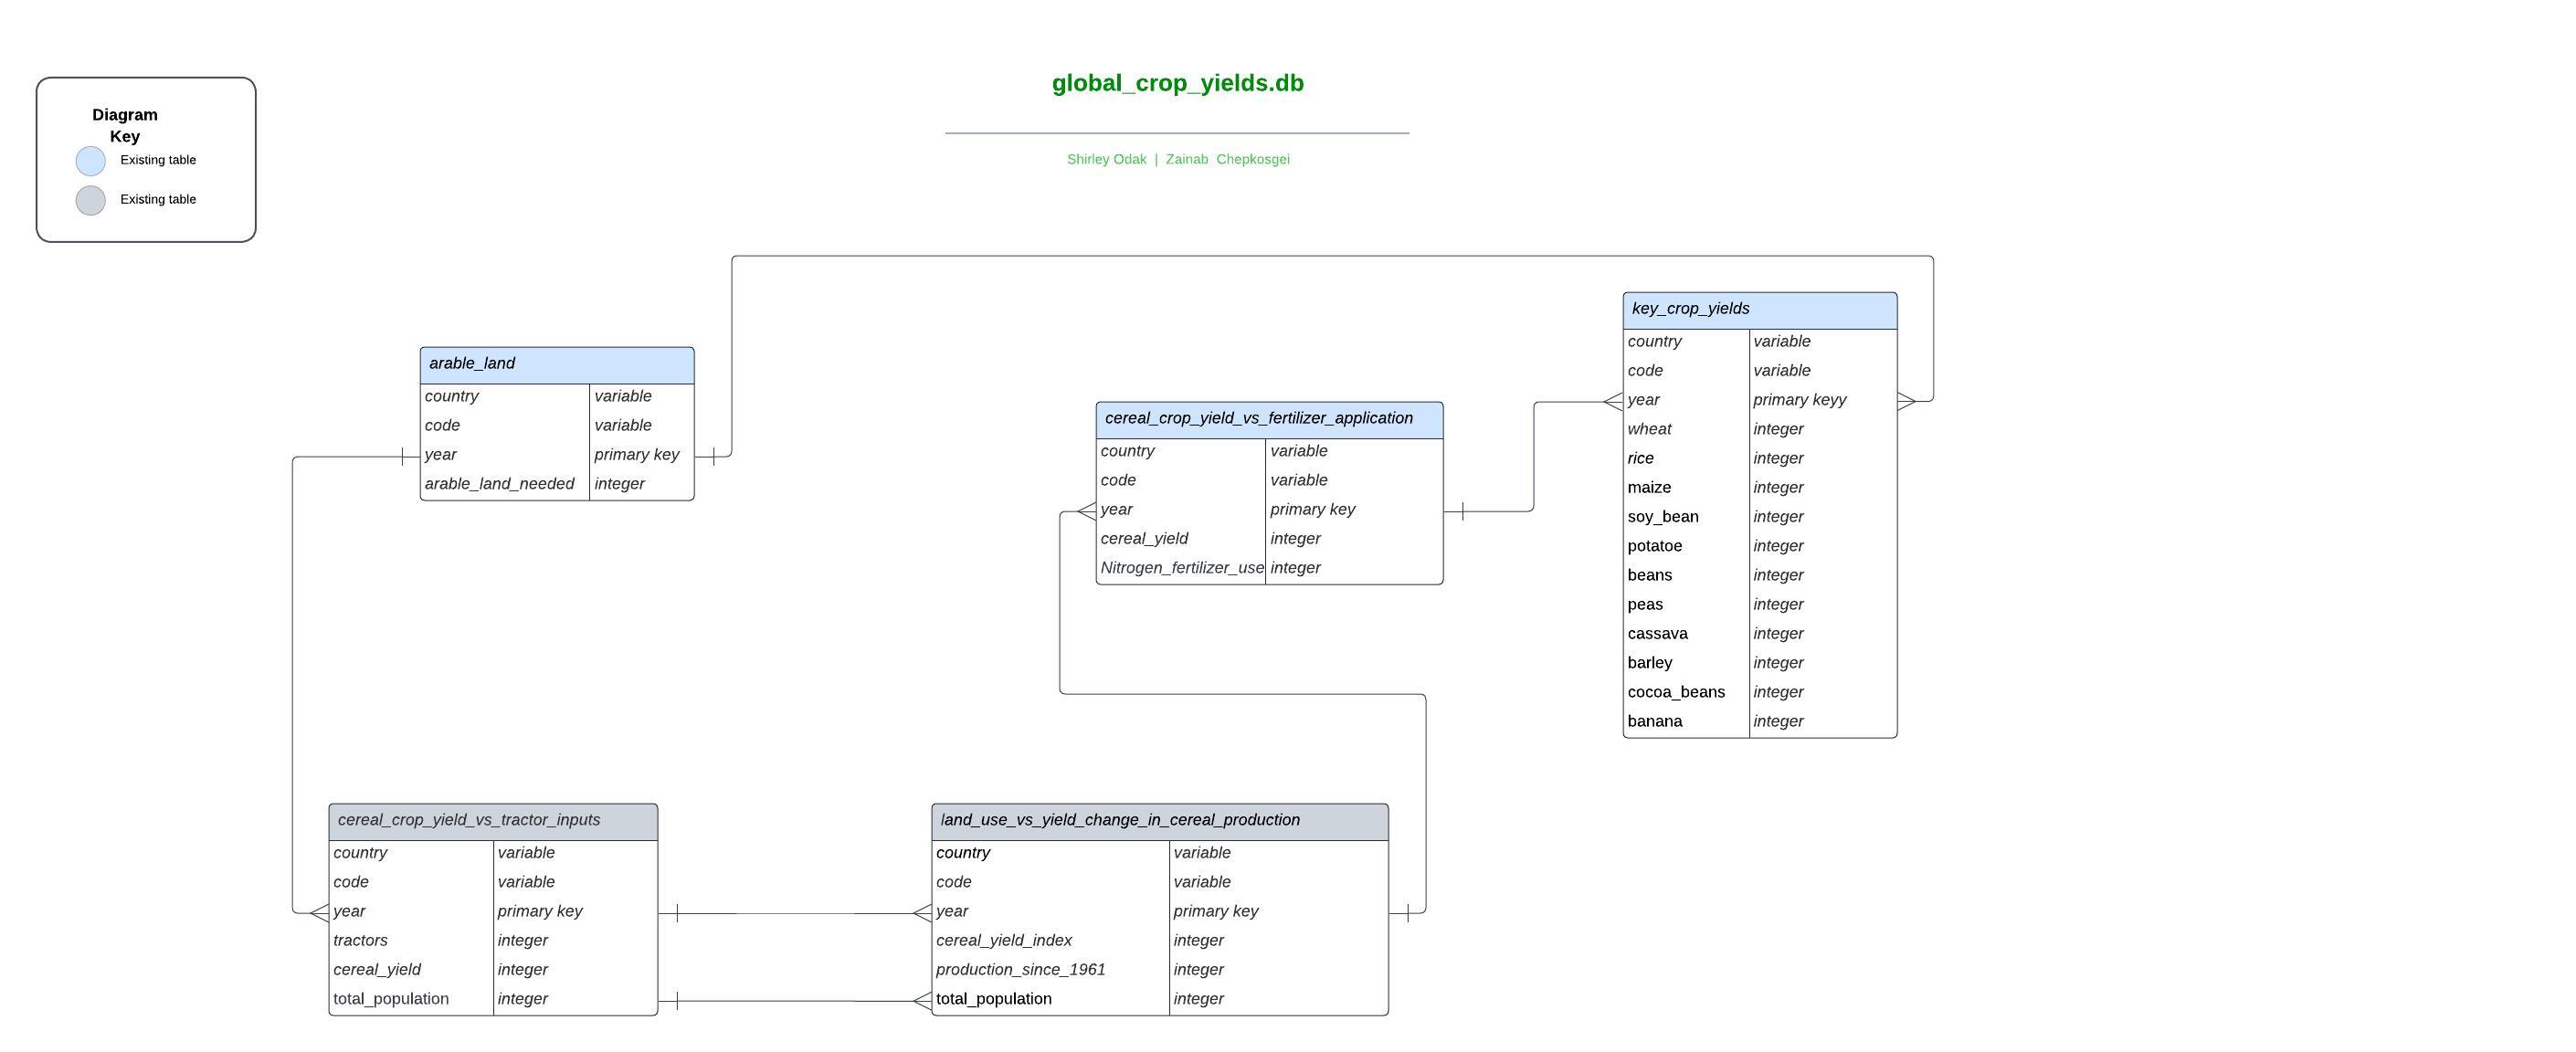 global_crop_yields.db
Shirley Odak | Zainab Chepkosgei
Diagram
Key
Existing table
Existing table
arable_land
country variable
code variable
year primary key
arable_land_needed integer
cereal_crop_yield_vs_fertilizer_application
country variable
code variable
year primary key
cereal_yield integer
Nitrogen_fertilizer_use integer
key_crop_yields
country variable
code variable
year primary keyy
wheat integer
rice integer
maize integer
soy_bean integer
potatoe integer
beans integer
peas integer
cassava integer
barley integer
cocoa_beans integer
banana integer
cereal_crop_yield_vs_tractor_inputs
country variable
code variable
year primary key
tractors integer
cereal_yield integer
total_population integer
land_use_vs_yield_change_in_cereal_production
country variable
code variable
year primary key
cereal_yield_index integer
production_since_1961 integer
total_population integer